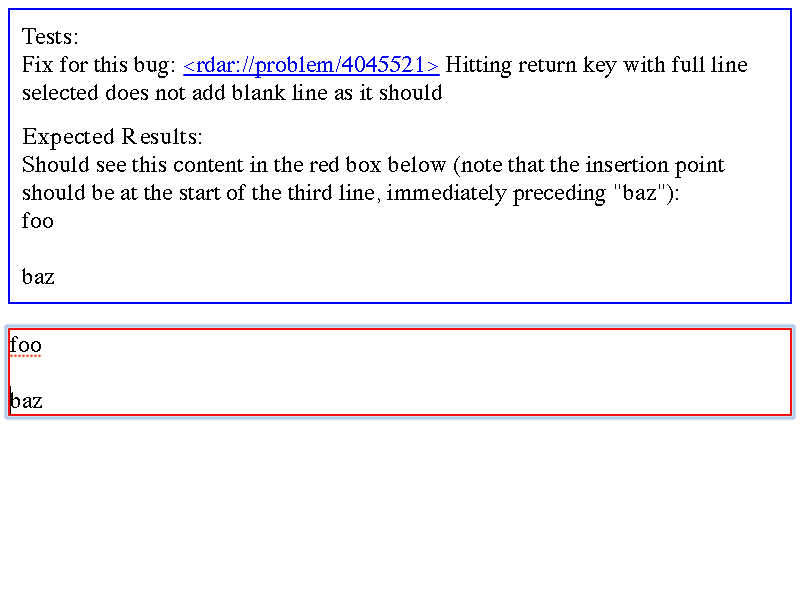 Tests:
Fix for this bug: <rdar://problem/4045521> Hitting return key with full line
selected does not add blank line as it should
Expected Results:
Should see this content in the red box below (note that the insertion point
should be at the start of the third line, immediately preceding "baz"):
foo
baz
foo
baz